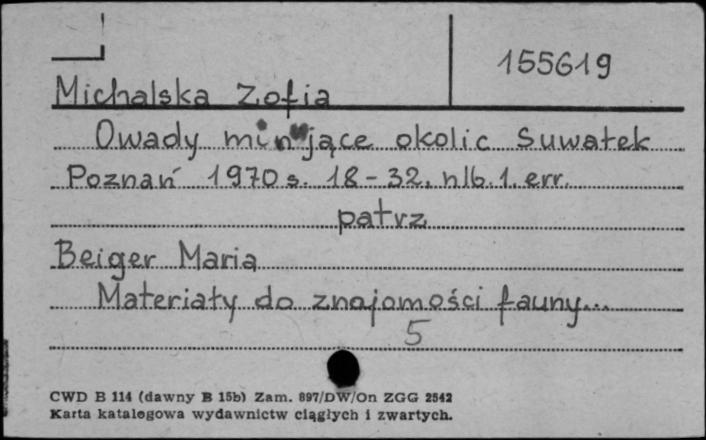 155619
Michalska Zofia
Owady minujące okolic Suwałek
Poznań 1970 s. 18-32, nlb. 1. err.
patrz
Beiger Maria
Materiały do znajomości fauny...
5
CWD B 114 (dawny B 15b) Zam. 897/DW/On ZGG 2542
Karta katalogowa wydawnictw ciągłych i zwartych.